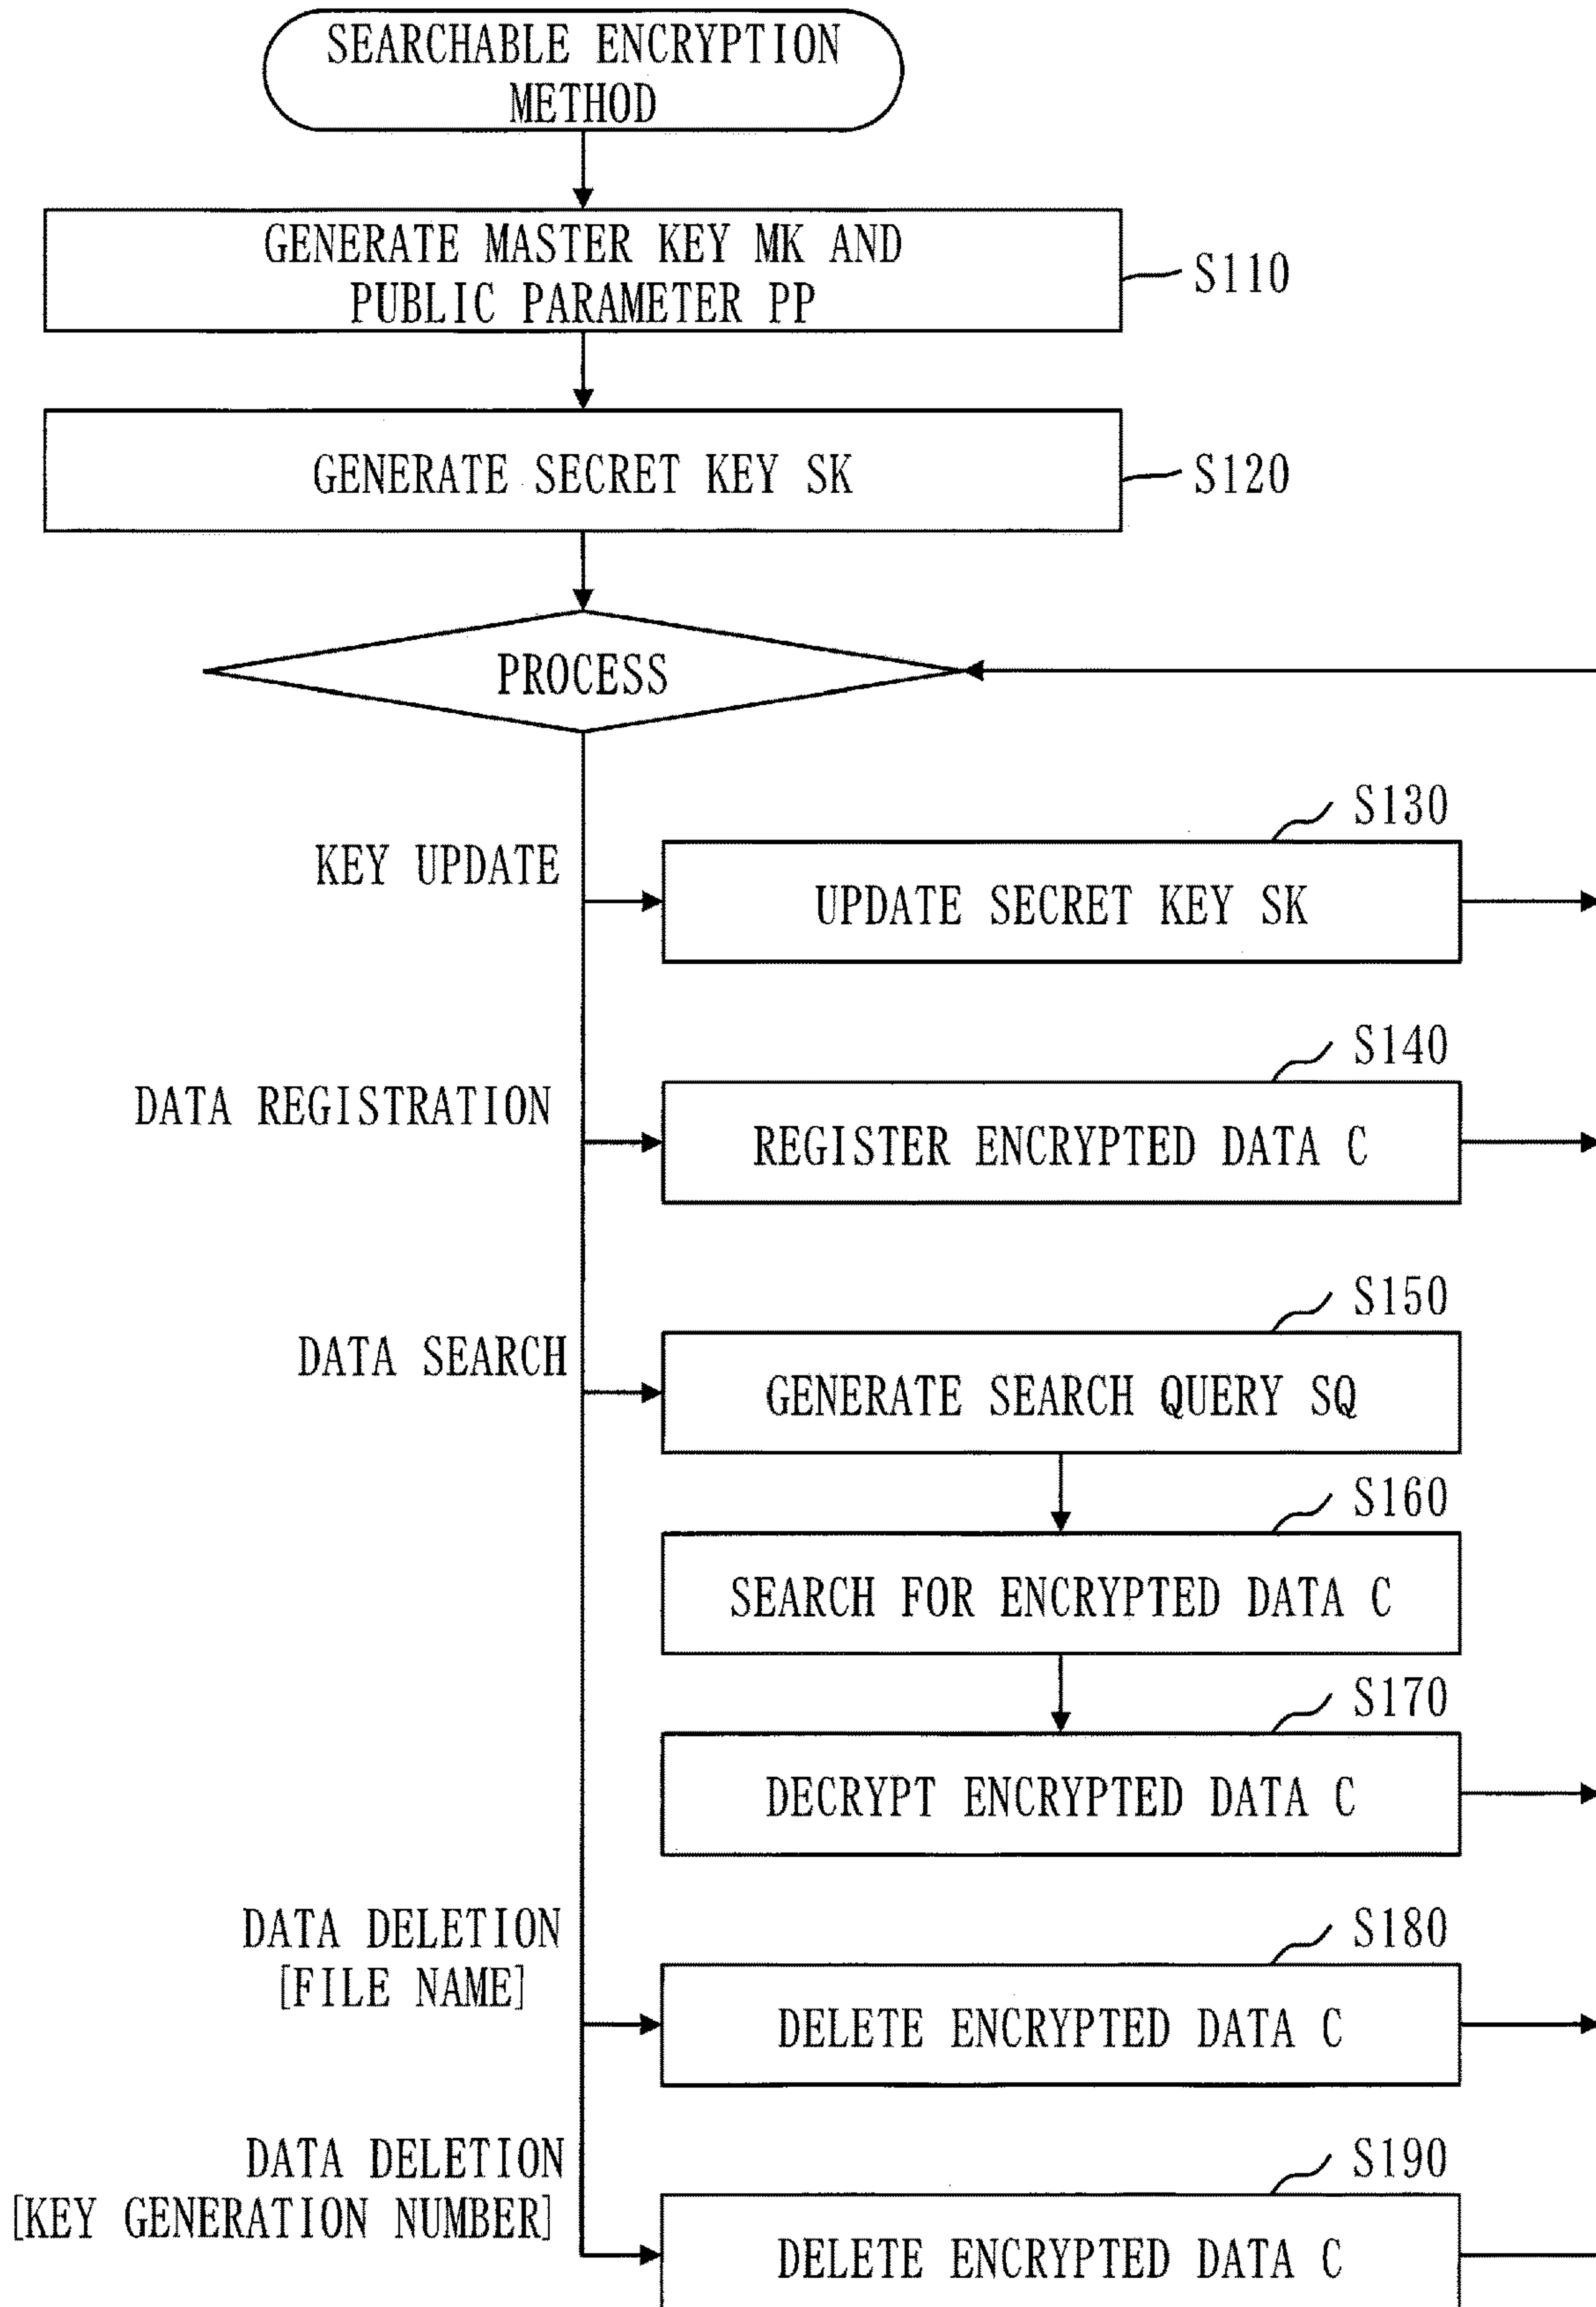 SEARCHABLE ENCRYPTION
METHOD
GENERATE MASTER KEY MK AND
PUBLIC PARAMETER PP
S110
GENERATE SECRET KEY SK
S120
PROCESS
S130
KEY UPDATE
UPDATE SECRET KEY SK
S140
DATA REGISTRATION
REGISTER ENCRYPTED DATA C
S150
DATA SEARCH
GENERATE SEARCH QUERY SQ
S160
SEARCH FOR ENCRYPTED DATA C
S170
DECRYPT ENCRYPTED DATA C
S180
DATA DELETION
[FILE NAME]
DELETE ENCRYPTED DATA C
S190
DATA DELETION
[KEY GENERATION NUMBER]
DELETE ENCRYPTED DATA C